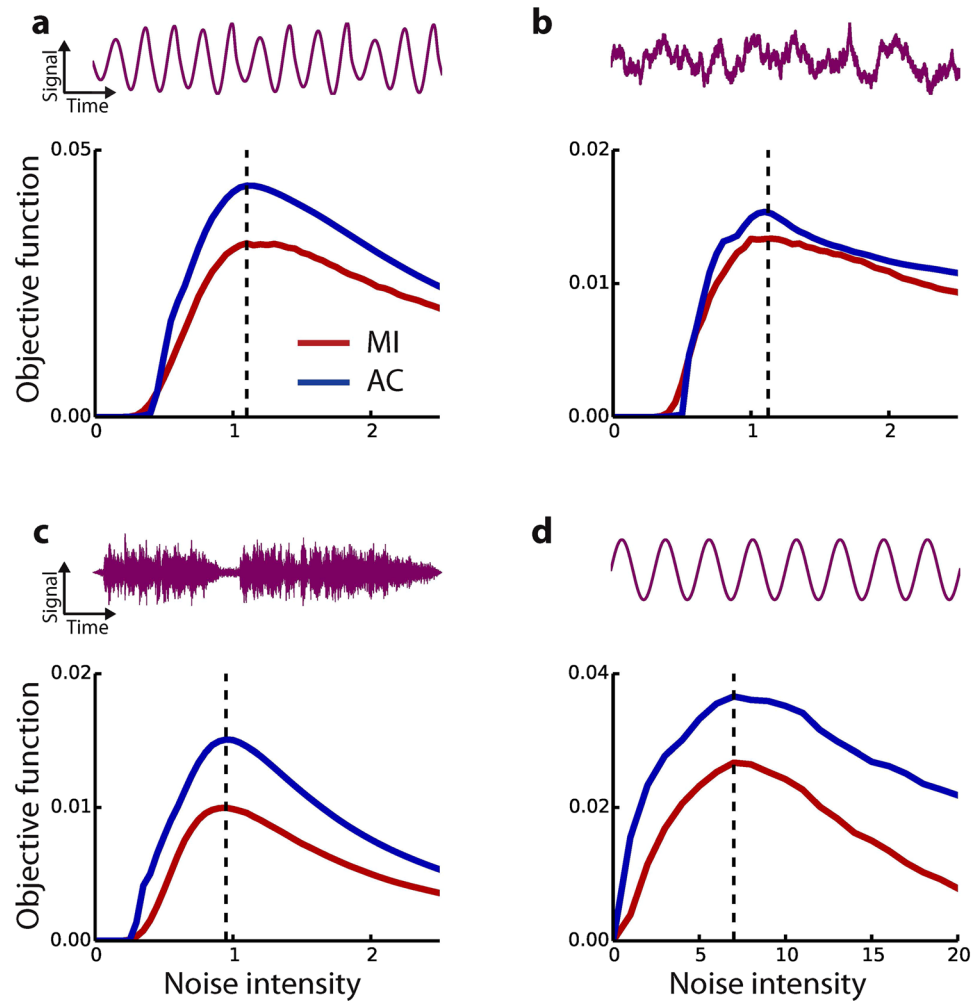 a
Signal
Time
b
0.05
Objective function
0.00
0
1
2
MI
AC
0.02
0.01
0.00
0
1
2
c
Signal
Time
d
0.02
Objective function
0.01
0.00
0
1
2
Noise intensity
0.04
0.02
0.00
0
5
10
15
20
Noise intensity